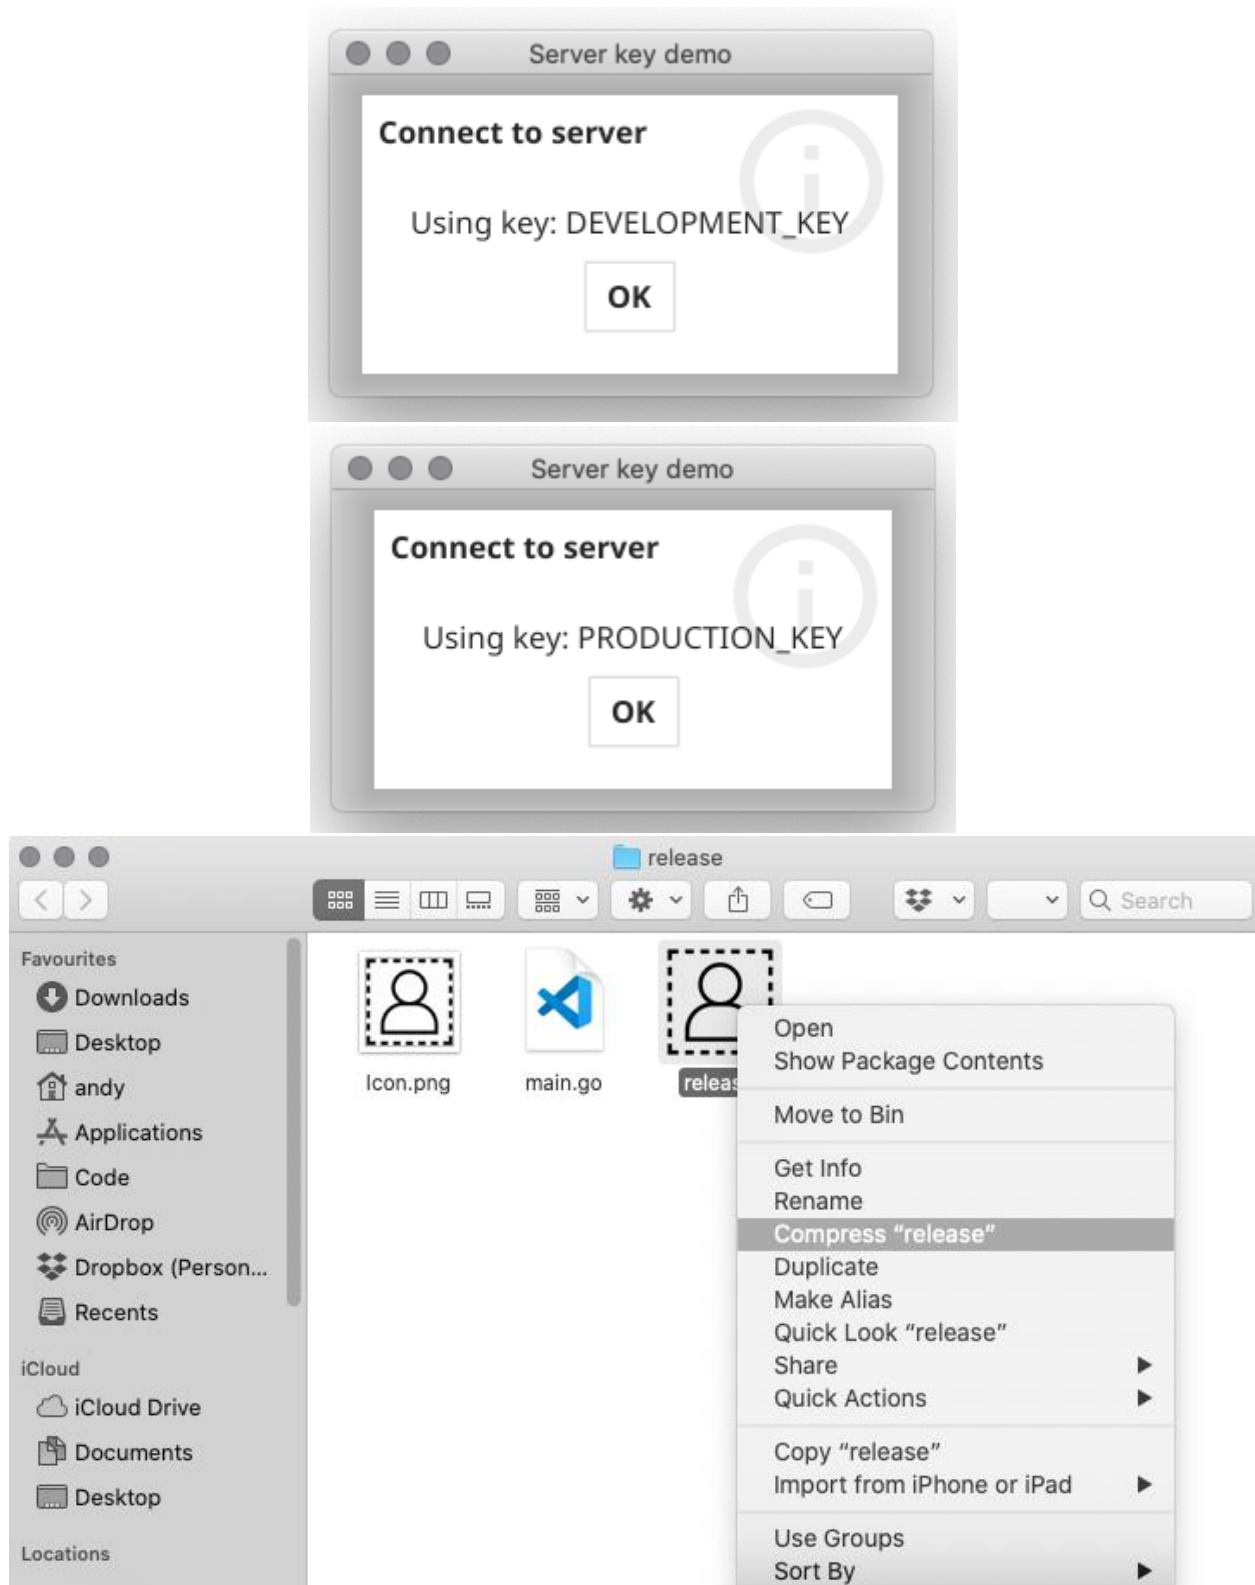 Server key demo
Connect to server
Using key: DEVELOPMENT_KEY
OK
Server key demo
Connect to server
Using key: PRODUCTION_KEY
OK
release
Search
Favourites
Downloads
Desktop
andy
Applications
Code
AirDrop
Dropbox (Person...
Recents
iCloud
iCloud Drive
Documents
Desktop
Locations
Icon.png
main.go
Open
Show Package Contents
Move to Bin
Get Info
Rename
Compress “release”
Duplicate
Make Alias
Quick Look “release”
Share
Quick Actions
Copy “release”
Import from iPhone or iPad
Use Groups
Sort By